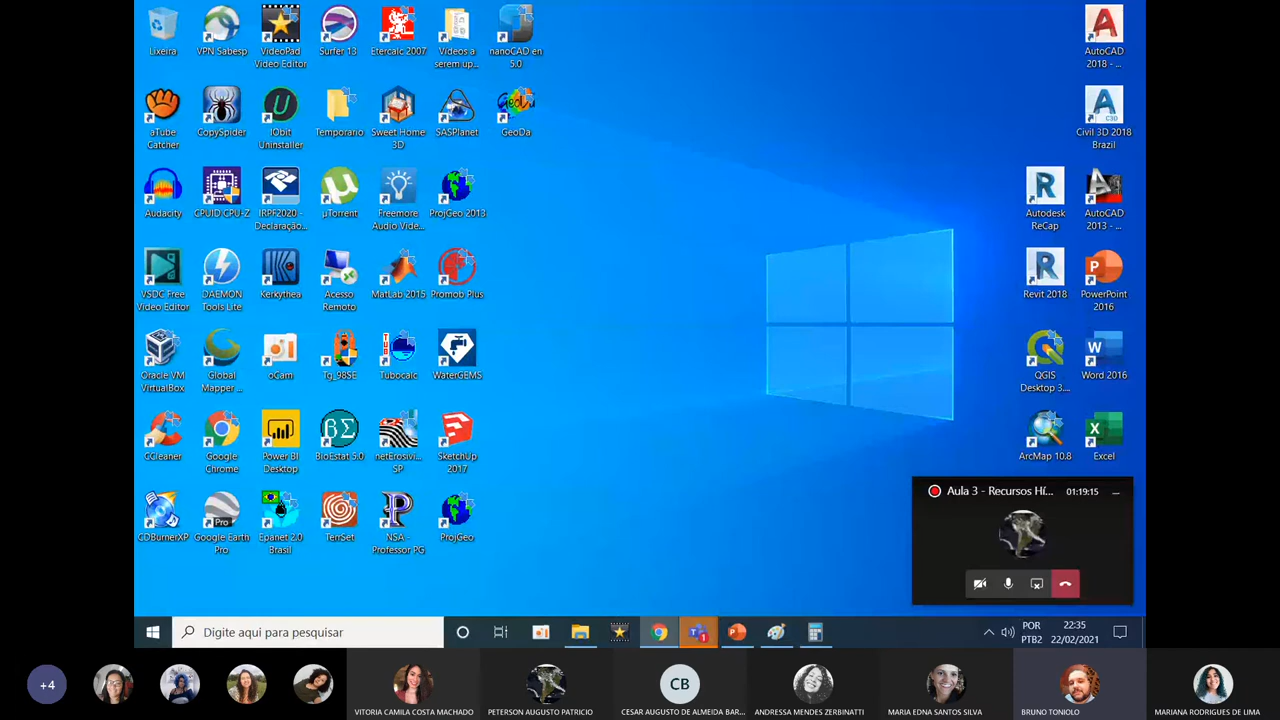 Lixeira
VPN Sabesp
VideoPad
Video Editor
Surfer 13
Etercalc 2007
Videos a
serem up...
nanoCAD en
5.0
AutoCAD
2018 - ...
aTube
Catcher
CopySpider
IObit
Uninstaller
Temporario
Sweet Home
3D
SASPlanet
GeoDa
Civil 3D 2018
Brazil
Audacity
CPUID CPU-Z
IRPF2020 -
Declaração...
µTorrent
Freemore
Audio Vide...
ProjGeo 2013
Autodesk
ReCap
AutoCAD
2013 - ...
VSDC Free
Video Editor
DAEMON
Tools Lite
Kerkythea
Acesso
Remoto
MatLab 2015
Promob Plus
Revit 2018
PowerPoint
2016
Oracle VM
VirtualBox
Global
Mapper ...
oCam
Tg_98SE
Tubocalc
WaterGEMS
QGIS
Desktop 3....
Word 2016
CCleaner
Google
Chrome
Power BI
Desktop
BioEstat 5.0
netErosivi...
SP
SketchUp
2017
ArcMap 10.8
Excel
CDBurnerXP
Google Earth
Pro
Epanet 2.0
Brasil
TerrSet
NSA -
Professor PG
ProjGeo
Aula 3 - Recursos Hí...
01:19:15
Digite aqui para pesquisar
POR
PTB2
22:35
22/02/2021
+4
VITORIA CAMILA COSTA MACHADO
PETERSON AUGUSTO PATRICIO
CB
CESAR AUGUSTO DE ALMEIDA BAR...
ANDRESSA MENDES ZERBINATTI
MARIA EDNA SANTOS SILVA
BRUNO TONIOLO
MARIANA RODRIGUES DE LIMA